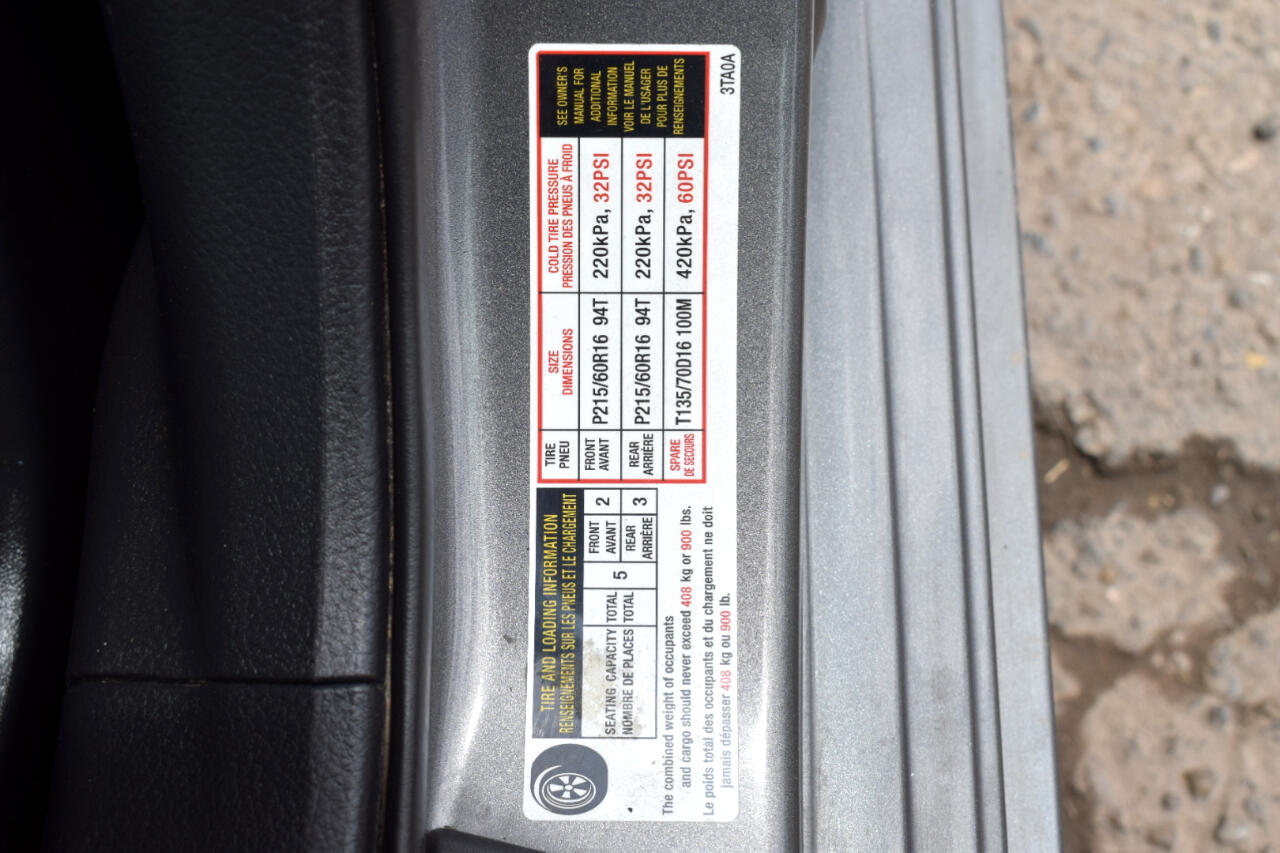 TIRE AND LOADING INFORMATION
RENSEIGNEMENTS SUR LES PNEUS ET LE CHARGEMENT
SEATING CAPACITY TOTAL 5 FRONT 2
NOMBRE DE PLACES TOTAL AVANT
REAR 3
ARRIÈRE
The combined weight of occupants
and cargo should never exceed 408 kg or 900 lbs.
Le poids total des occupants et du chargement ne doit
jamais dépasser 408 kg ou 900 lb.
TIRE SIZE COLD TIRE PRESSURE
PNEU DIMENSIONS PRESSION DES PNEUS À FROID
FRONT P215/60R16 94T 220kPa, 32PSI
AVANT
REAR P215/60R16 94T 220kPa, 32PSI
ARRIÈRE
SPARE T135/70D16 100M 420kPa, 60PSI
DE SECOURS
SEE OWNER'S
MANUAL FOR
ADDITIONAL
INFORMATION
VOIR LE MANUEL
DE L'USAGER
POUR PLUS DE
RENSEIGNEMENTS
3TA0A